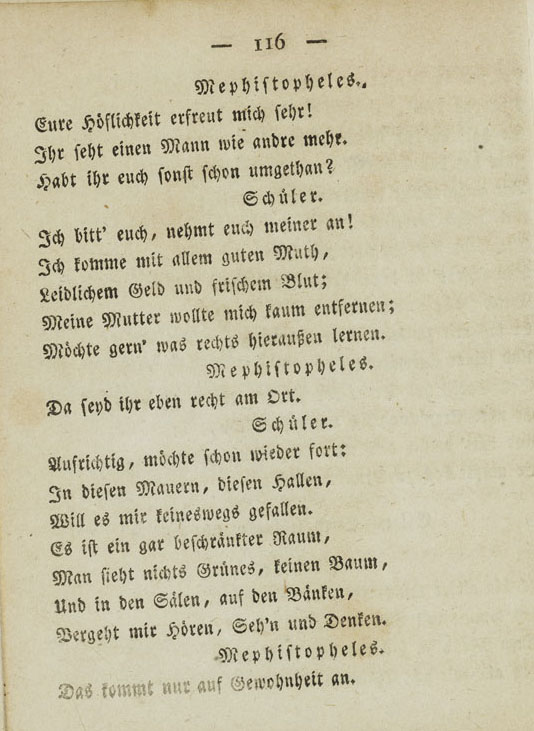 — 116 —
Mephistopheles.
Eure Höflichkeit erfreut mich sehr!
Ihr seht einen Mann wie andre mehr.
Habt ihr euch sonst schon umgethan?
Schüler.
Ich bitt' euch, nehmt euch meiner an!
Ich komme mit allem guten Muth,
Leidlichem Geld und frischem Blut;
Meine Mutter wollte mich kaum entfernen;
Möchte gern' was rechts hieraußen lernen.
Mephistopheles.
Da seyd ihr eben recht am Ort.
Schüler.
Aufrichtig, möchte schon wieder fort:
In diesen Mauern, diesen Hallen,
Will es mir keineswegs gefallen.
Es ist ein gar beschränkter Raum,
Man sieht nichts Grünes, keinen Baum,
Und in den Sälen, auf den Bänken,
Vergeht mir Hören, Seh'n und Denken.
Mephistopheles.
Das kommt nur auf Gewohnheit an.